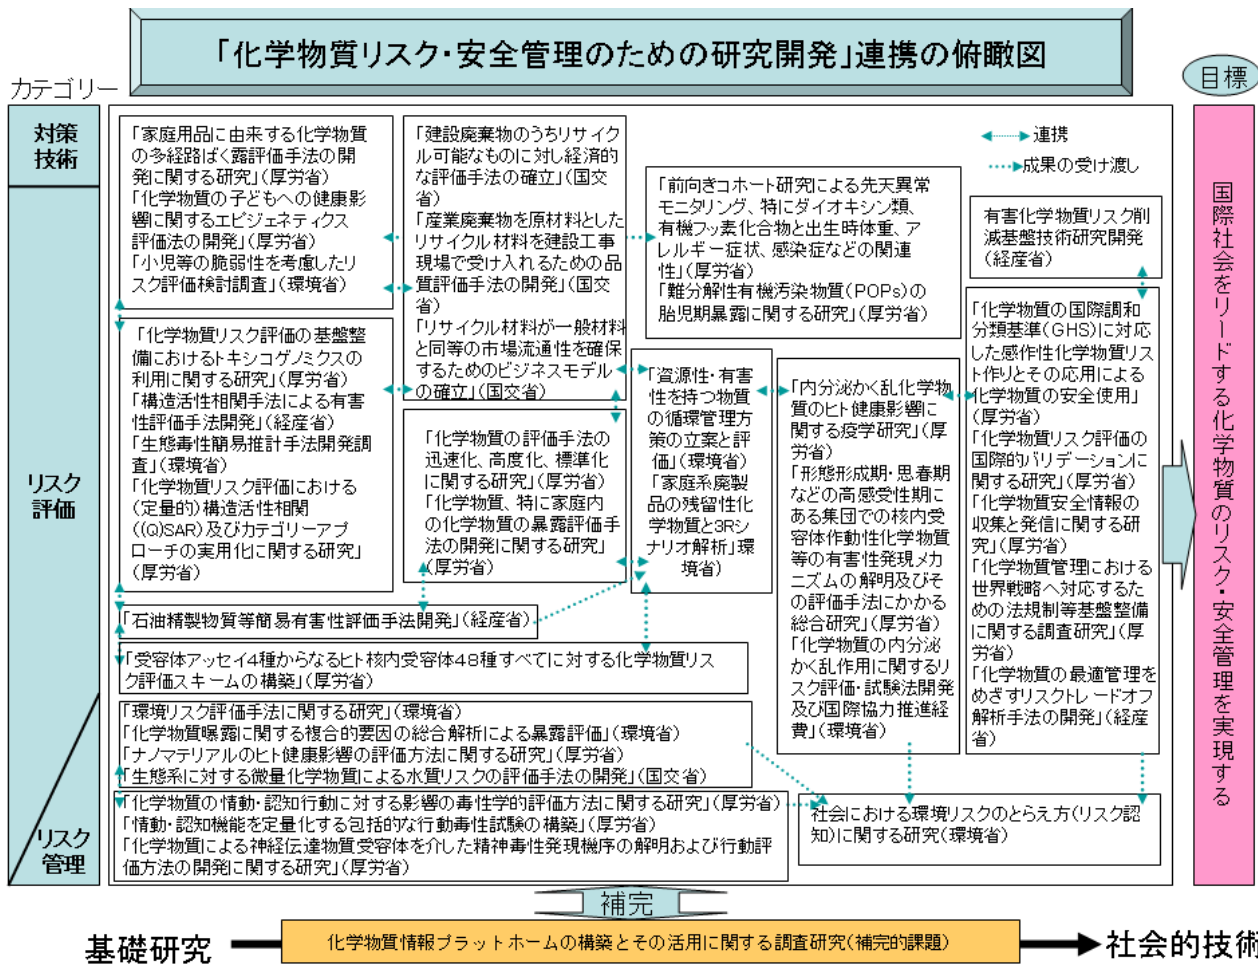 「化学物質リスク・安全管理のための研究開発」連携の俯瞰図
カテゴリー
目標
対策
技術
リスク
評価
リスク
管理
「家庭用品に由来する化学物質
の多経路ばく露評価手法の開
発に関する研究」(厚労省)
「化学物質の子どもへの健康影
響に関するエピジェネティクス
評価法の開発」(厚労省)
「小児等の脆弱性を考慮したリ
スク評価検討調査」(環境省)
「建設廃棄物のうちリサイク
ル可能なものに対し経済的
な評価手法の確立」(国交
省)
「産業廃棄物を原材料とした
リサイクル材料を建設工事
現場で受け入れるための品
質評価手法の開発」(国交
省)
「リサイクル材料が一般材料
と同等の市場流通性を確保
するためのビジネスモデル
の確立」(国交省)
連携
成果の受け渡し
「前向きコホート研究による先天異常
モニタリング、特にダイオキシン類、
有機フッ素化合物と出生時体重、ア
レルギー症状、感染症などの関連
性」(厚労省)
「難分解性有機汚染物質(POPs)の
胎児期暴露に関する研究」(厚労省)
有害化学物質リスク削
減基盤技術研究開発
(経産省)
「化学物質リスク評価の基盤整
備におけるトキシコゲノミクスの
利用に関する研究」(厚労省)
「構造活性相関手法による有害
性評価手法開発」(経産省)
「生態毒性簡易推計手法開発調
査」(環境省)
「化学物質リスク評価における
(定量的)構造活性相関
((Q)SAR)及びカテゴリーアプ
ローチの実用化に関する研究」
(厚労省)
「化学物質の評価手法の
迅速化、高度化、標準化
に関する研究」(厚労省)
「化学物質、特に家庭内
の化学物質の暴露評価手
法の開発に関する研究」
(厚労省)
「資源性・有害
性を持つ物質
の循環管理方
策の立案と評
価」(環境省)
「家庭系廃製
品の残留性化
学物質と3Rシ
ナリオ解析」環
境省)
「内分泌かく乱化学物
質のヒト健康影響に
関する疫学研究」(厚
労省)
「形態形成期・思春期
などの高感受性期に
ある集団での核内受
容体作動性化学物質
等の有害性発現メカ
ニズムの解明及びそ
の評価手法にかかる
総合研究」(厚労省)
「化学物質の内分泌
かく乱作用に関するリ
スク評価・試験法開発
及び国際協力推進経
費」(環境省)
「化学物質の国際調和
分類基準(GHS)に対応
した感作性化学物質リス
ト作りとその応用による
化学物質の安全使用」
(厚労省)
「化学物質リスク評価の
国際的バリデーションに
関する研究」(厚労省)
「化学物質安全情報の
収集と発信に関する研
究」(厚労省)
「化学物質管理における
世界戦略へ対応するた
めの法規制等基盤整備
に関する調査研究」(厚
労省)
「化学物質の最適管理を
めざすリスクトレードオフ
解析手法の開発」(経産
省)
「石油精製物質等簡易有害性評価手法開発」(経産省)
「受容体アッセイ4種からなるヒト核内受容体48種すべてに対する化学物質リス
ク評価スキームの構築」(厚労省)
「環境リスク評価手法に関する研究」(環境省)
「化学物質曝露に関する複合的要因の総合解析による暴露評価」(環境省)
「ナノマテリアルのヒト健康影響の評価方法に関する研究」(厚労省)
「生態系に対する微量化学物質による水質リスクの評価手法の開発」(国交省)
「化学物質の情動・認知行動に対する影響の毒性学的評価方法に関する研究」(厚労省)
「情動・認知機能を定量化する包括的な行動毒性試験の構築」(厚労省)
「化学物質による神経伝達物質受容体を介した精神毒性発現機序の解明および行動評
価方法の開発に関する研究」(厚労省)
社会における環境リスクのとらえ方(リスク認
知)に関する研究(環境省)
国際社会をリードする化学物質のリスク・安全管理を実現する
補完
基礎研究
化学物質情報プラットホームの構築とその活用に関する調査研究(補完的課題)
社会的技術